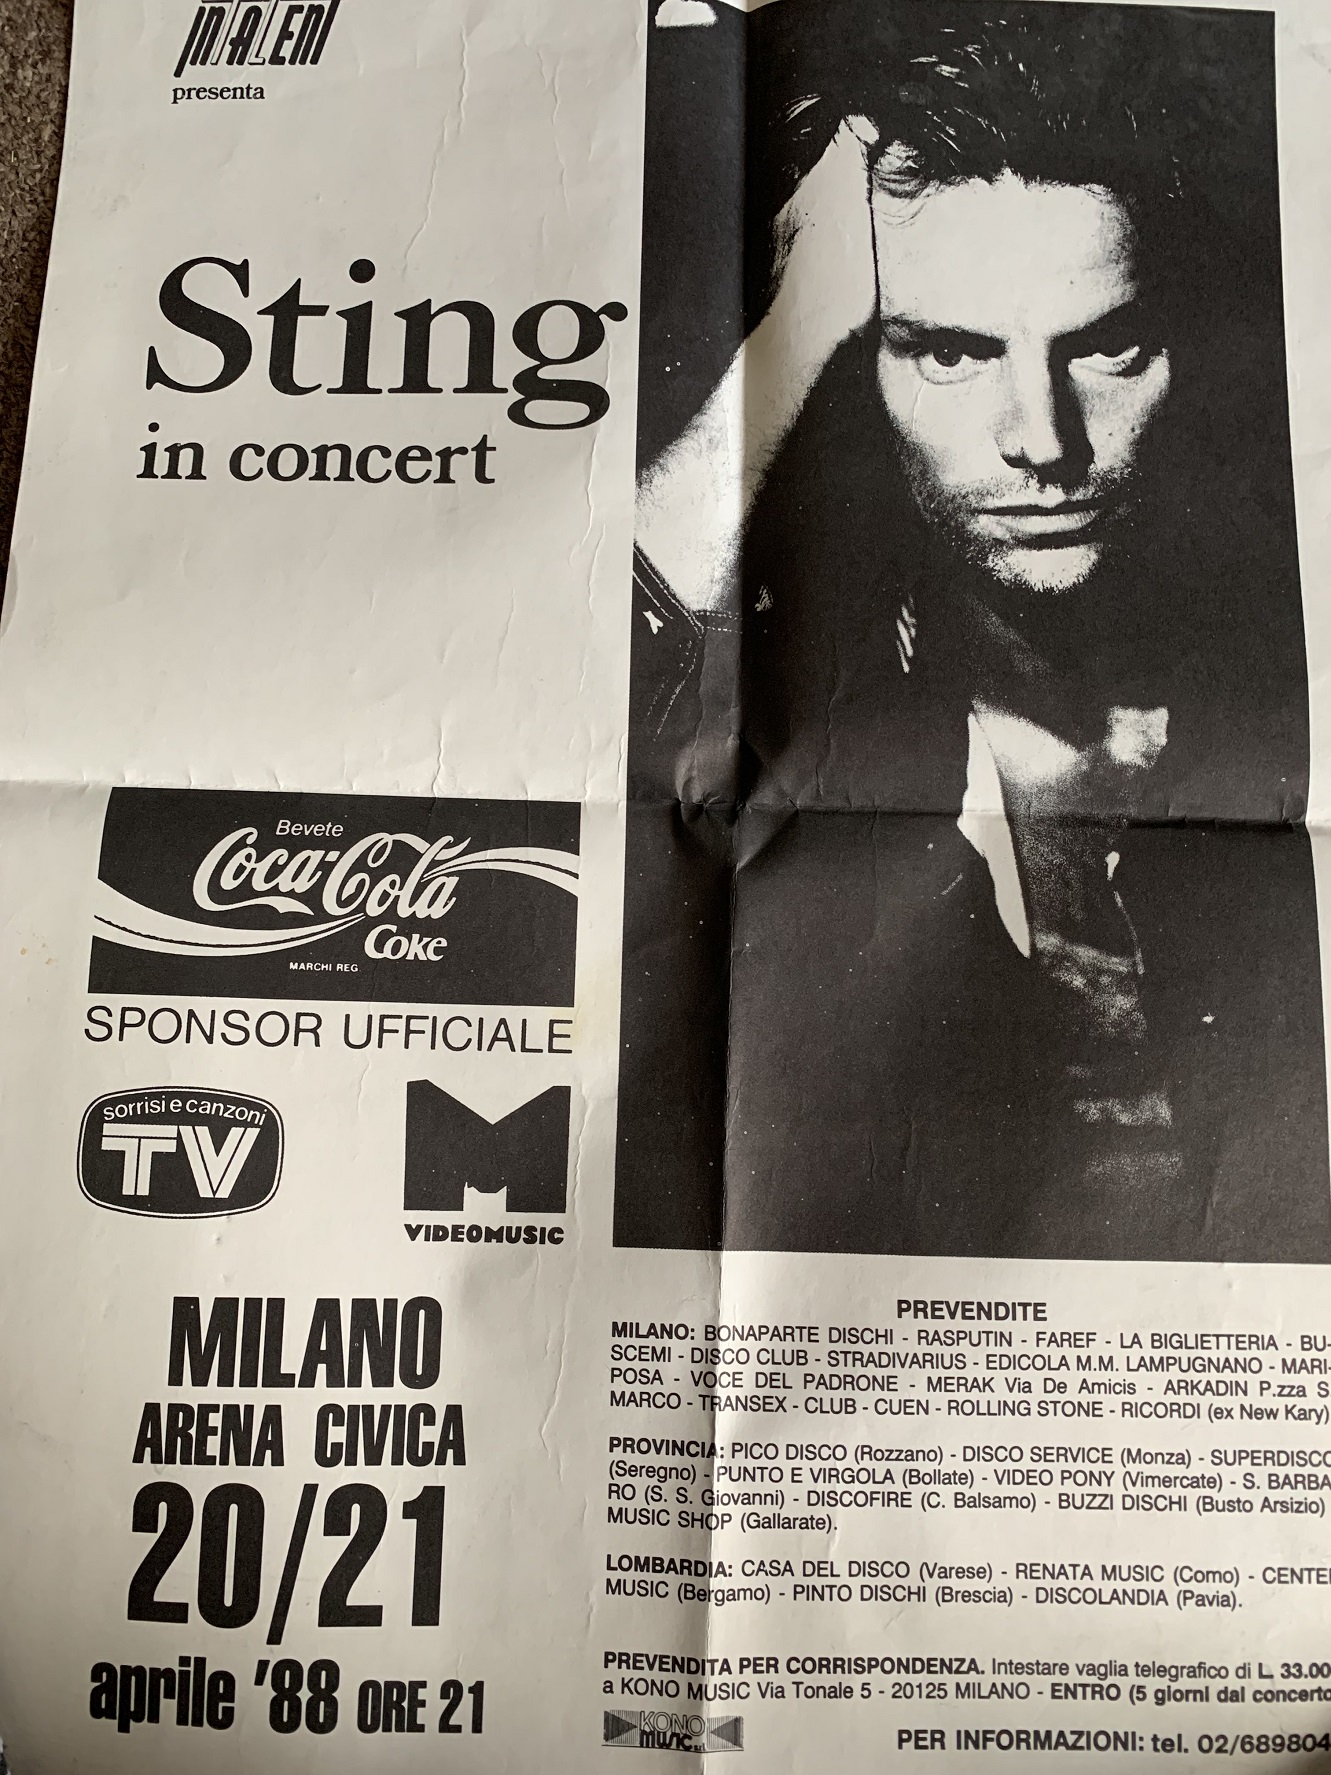 INTALENT
presenta
Sting
in concert
Bevete
Coca-Cola
Coke
MARCHI REG.
SPONSOR UFFICIALE
sorrisi e canzoni
TV
M
VIDEOMUSIC
MILANO
ARENA CIVICA
20/21
aprile '88 ORE 21
PREVENDITE
MILANO: BONAPARTE DISCHI - RASPUTIN - FAREF - LA BIGLIETTERIA - BU-
SCEMI - DISCO CLUB - STRADIVARIUS - EDICOLA M.M. LAMPUGNANO - MARI-
POSA - VOCE DEL PADRONE - MERAK Via De Amicis - ARKADIN P.zza S
MARCO - TRANSEX - CLUB - CUEN - ROLLING STONE - RICORDI (ex New Kary)
PROVINCIA: PICO DISCO (Rozzano) - DISCO SERVICE (Monza) - SUPERDISCO
(Seregno) - PUNTO E VIRGOLA (Bollate) - VIDEO PONY (Vimercate) - S. BARBA
RO (S. S. Giovanni) - DISCOFIRE (C. Balsamo) - BUZZI DISCHI (Busto Arsizio)
MUSIC SHOP (Gallarate).
LOMBARDIA: CASA DEL DISCO (Varese) - RENATA MUSIC (Como) - CENTE
MUSIC (Bergamo) - PINTO DISCHI (Brescia) - DISCOLANDIA (Pavia).
PREVENDITA PER CORRISPONDENZA. Intestare vaglia telegrafico di L. 33.00
a KONO MUSIC Via Tonale 5 - 20125 MILANO - ENTRO (5 giorni dal concerto
KONO
MUSIC s.r.l.
PER INFORMAZIONI: tel. 02/689804